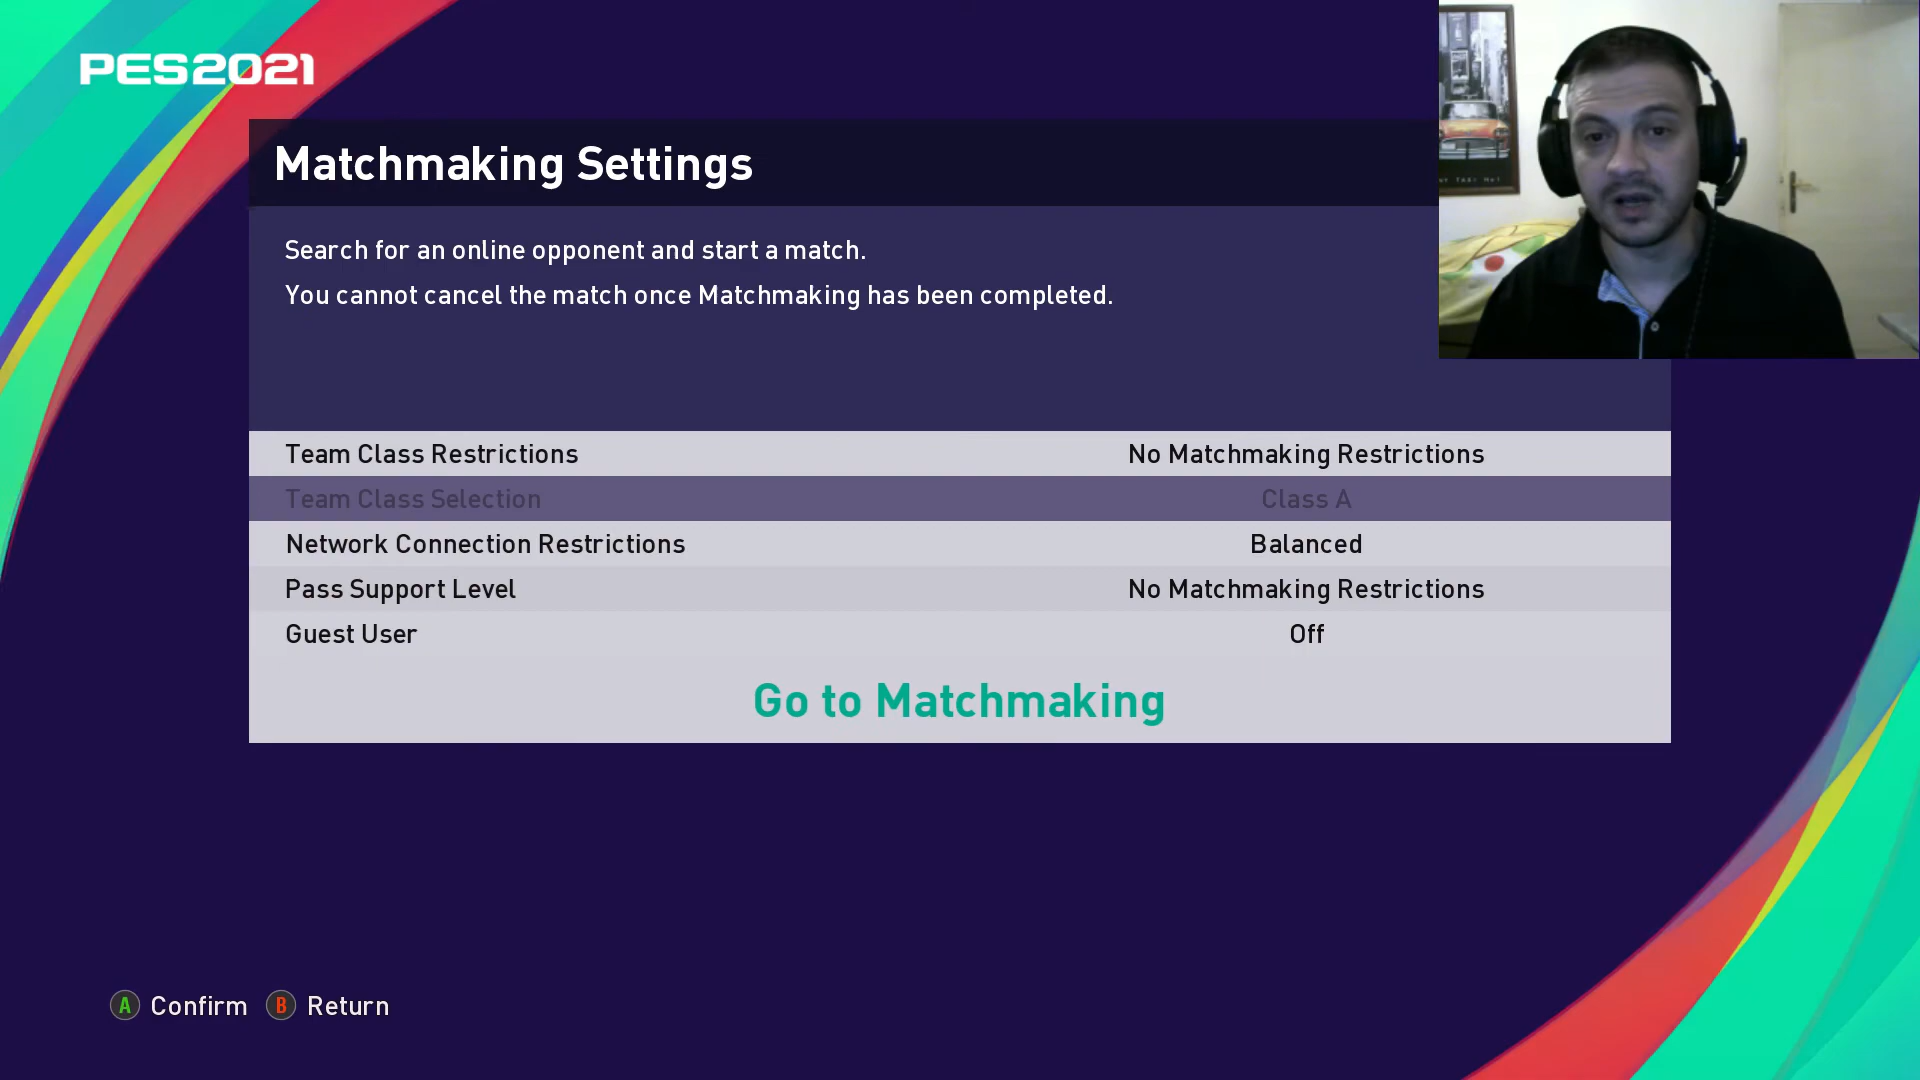 PES2021
Matchmaking Settings
Search for an online opponent and start a match.
You cannot cancel the match once Matchmaking has been completed.
Team Class Restrictions No Matchmaking Restrictions
Team Class Selection Class A
Network Connection Restrictions Balanced
Pass Support Level No Matchmaking Restrictions
Guest User Off
Go to Matchmaking
A Confirm B Return